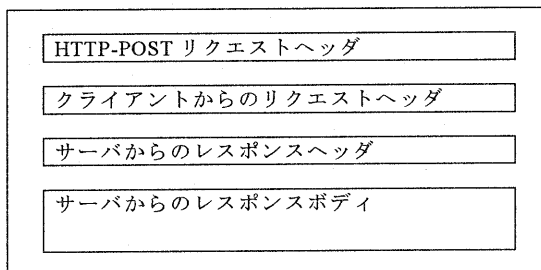 HTTP-POST リクエストヘッダ
クライアントからのリクエストヘッダ
サーバからのレスポンスヘッダ
サーバからのレスポンスボディ